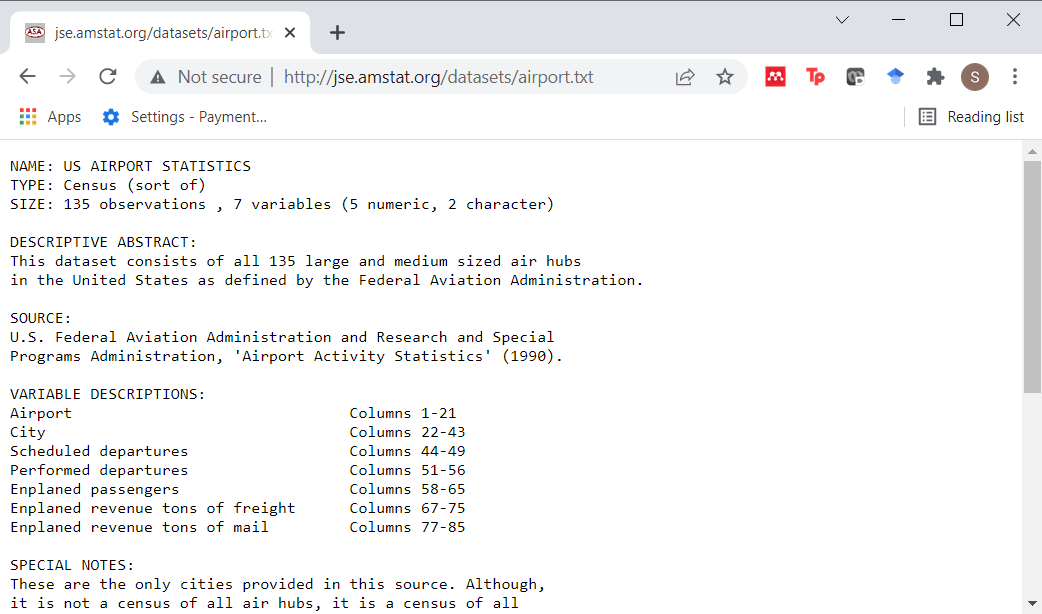 ASA jse.amstat.org/datasets/airport.tx
Not secure | http://jse.amstat.org/datasets/airport.txt Tp S
Apps Settings - Payment... Reading list
NAME: US AIRPORT STATISTICS
TYPE: Census (sort of)
SIZE: 135 observations , 7 variables (5 numeric, 2 character)
DESCRIPTIVE ABSTRACT:
This dataset consists of all 135 large and medium sized air hubs
in the United States as defined by the Federal Aviation Administration.
SOURCE:
U.S. Federal Aviation Administration and Research and Special
Programs Administration, 'Airport Activity Statistics' (1990).
VARIABLE DESCRIPTIONS:
Airport Columns 1-21
City Columns 22-43
Scheduled departures Columns 44-49
Performed departures Columns 51-56
Enplaned passengers Columns 58-65
Enplaned revenue tons of freight Columns 67-75
Enplaned revenue tons of mail Columns 77-85
SPECIAL NOTES:
These are the only cities provided in this source. Although,
it is not a census of all air hubs, it is a census of all